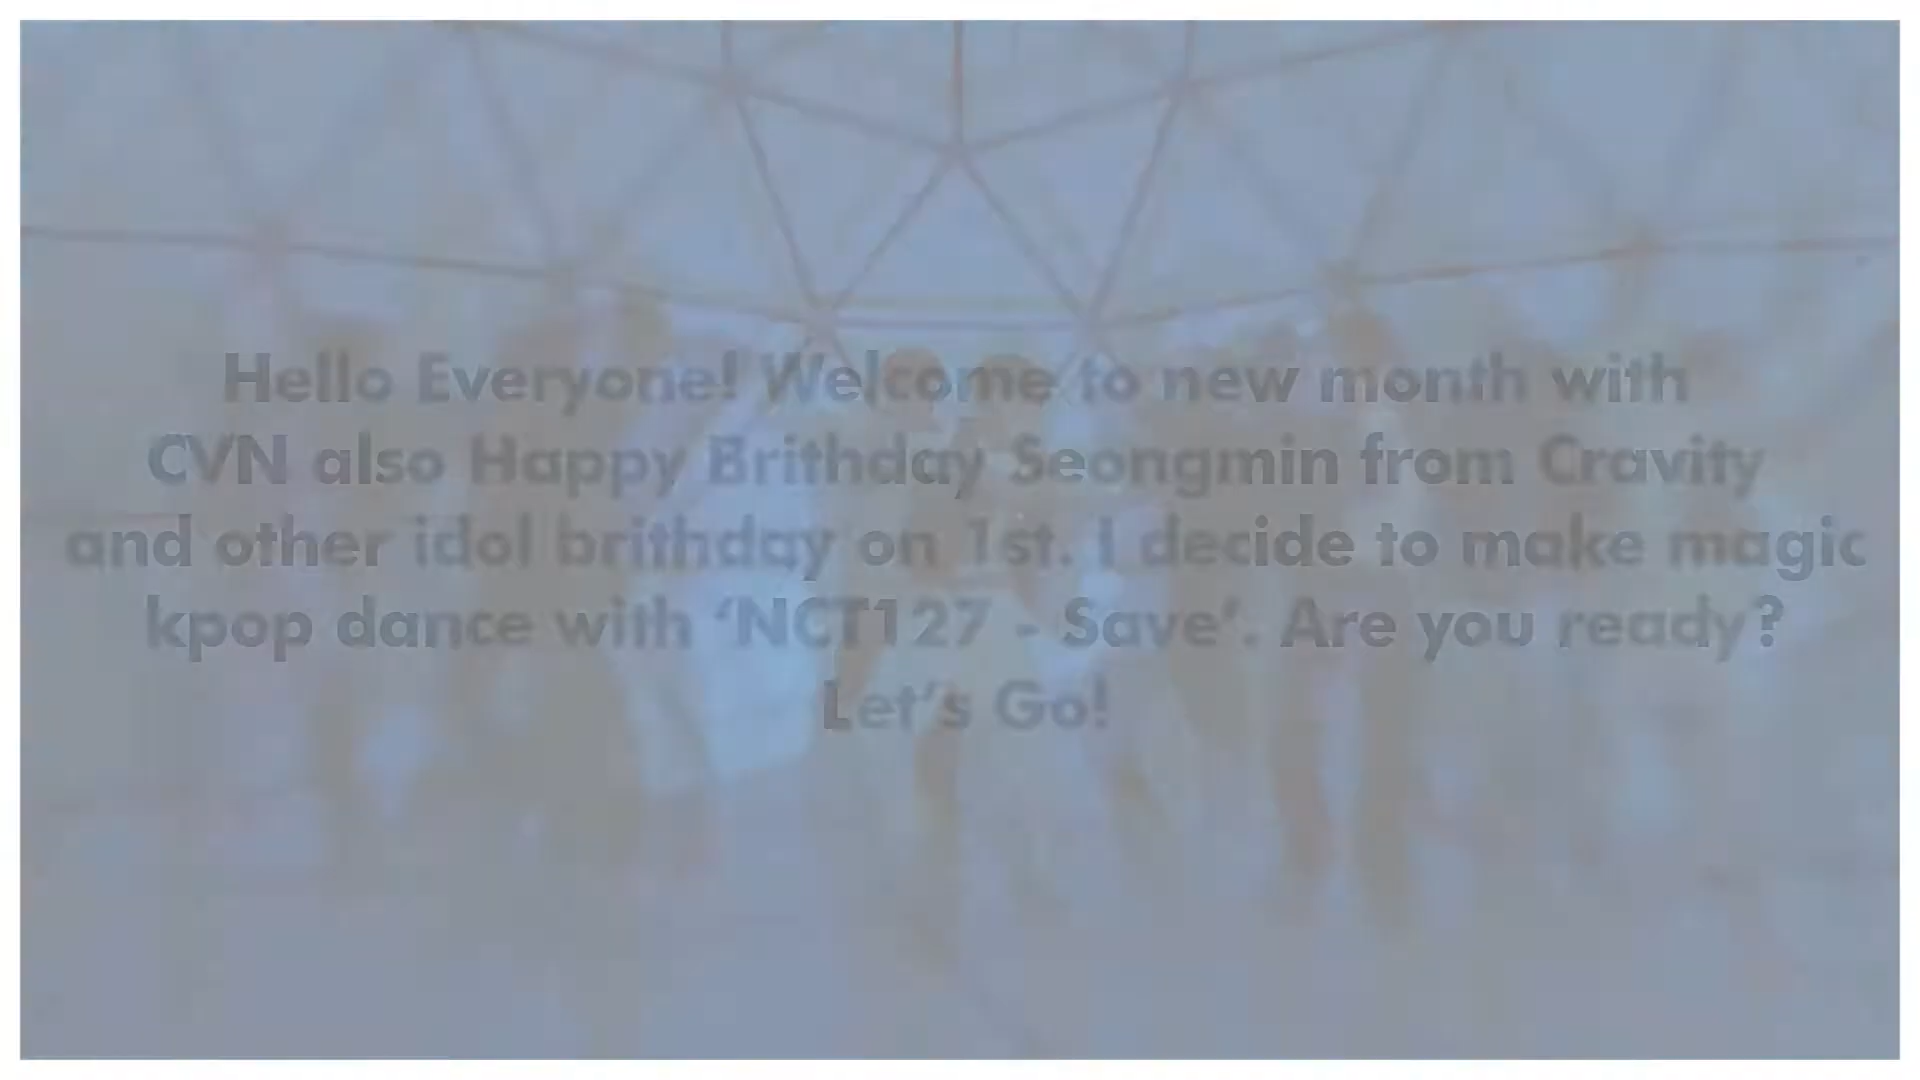 Hello Everyone! Welcome to new month with
CVN also Happy Brithday Seongmin from Cravity
and other idol brithday on 1st. I decide to make magic
kpop dance with ‘NCT127 - Save’. Are you ready?
Let’s Go!